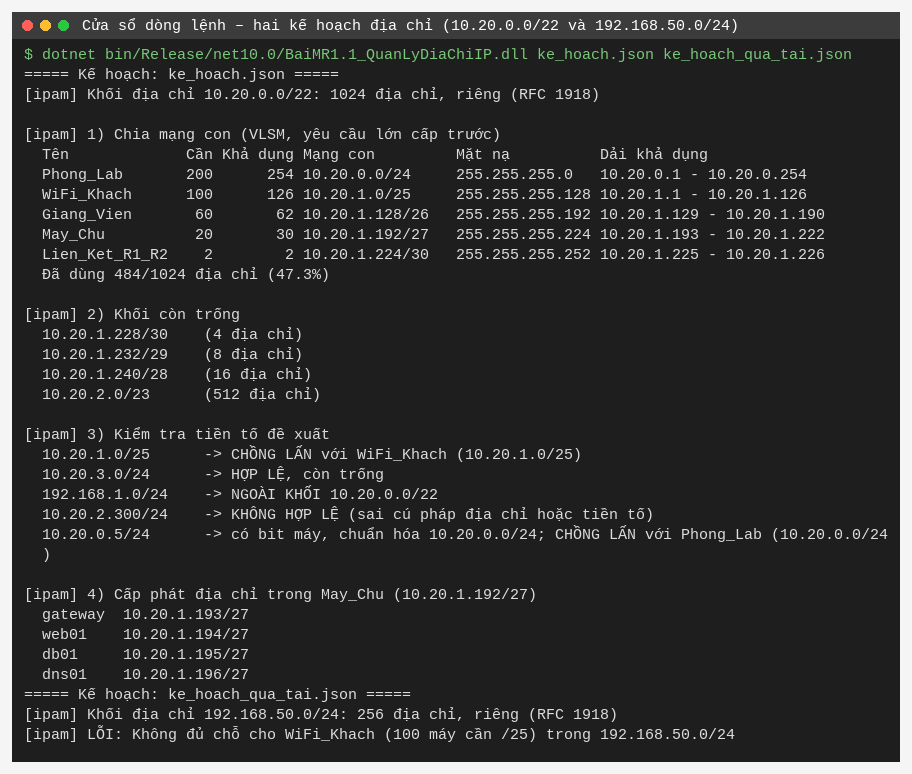 Cửa sổ dòng lệnh – hai kế hoạch địa chỉ (10.20.0.0/22 và 192.168.50.0/24)
$ dotnet bin/Release/net10.0/BaiMR1.1_QuanLyDiaChiIP.dll ke_hoach.json ke_hoach_qua_tai.json
===== Kế hoạch: ke_hoach.json =====
[ipam] Khối địa chỉ 10.20.0.0/22: 1024 địa chỉ, riêng (RFC 1918)

[ipam] 1) Chia mạng con (VLSM, yêu cầu lớn cấp trước)
  Tên             Cần Khả dụng Mạng con         Mặt nạ          Dải khả dụng
  Phong_Lab       200      254 10.20.0.0/24     255.255.255.0   10.20.0.1 - 10.20.0.254
  WiFi_Khach      100      126 10.20.1.0/25     255.255.255.128 10.20.1.1 - 10.20.1.126
  Giang_Vien       60       62 10.20.1.128/26   255.255.255.192 10.20.1.129 - 10.20.1.190
  May_Chu          20       30 10.20.1.192/27   255.255.255.224 10.20.1.193 - 10.20.1.222
  Lien_Ket_R1_R2    2        2 10.20.1.224/30   255.255.255.252 10.20.1.225 - 10.20.1.226
  Đã dùng 484/1024 địa chỉ (47.3%)

[ipam] 2) Khối còn trống
  10.20.1.228/30    (4 địa chỉ)
  10.20.1.232/29    (8 địa chỉ)
  10.20.1.240/28    (16 địa chỉ)
  10.20.2.0/23      (512 địa chỉ)

[ipam] 3) Kiểm tra tiền tố đề xuất
  10.20.1.0/25      -> CHỒNG LẤN với WiFi_Khach (10.20.1.0/25)
  10.20.3.0/24      -> HỢP LỆ, còn trống
  192.168.1.0/24    -> NGOÀI KHỐI 10.20.0.0/22
  10.20.2.300/24    -> KHÔNG HỢP LỆ (sai cú pháp địa chỉ hoặc tiền tố)
  10.20.0.5/24      -> có bit máy, chuẩn hóa 10.20.0.0/24; CHỒNG LẤN với Phong_Lab (10.20.0.0/24
  )

[ipam] 4) Cấp phát địa chỉ trong May_Chu (10.20.1.192/27)
  gateway  10.20.1.193/27
  web01    10.20.1.194/27
  db01     10.20.1.195/27
  dns01    10.20.1.196/27
===== Kế hoạch: ke_hoach_qua_tai.json =====
[ipam] Khối địa chỉ 192.168.50.0/24: 256 địa chỉ, riêng (RFC 1918)
[ipam] LỖI: Không đủ chỗ cho WiFi_Khach (100 máy cần /25) trong 192.168.50.0/24